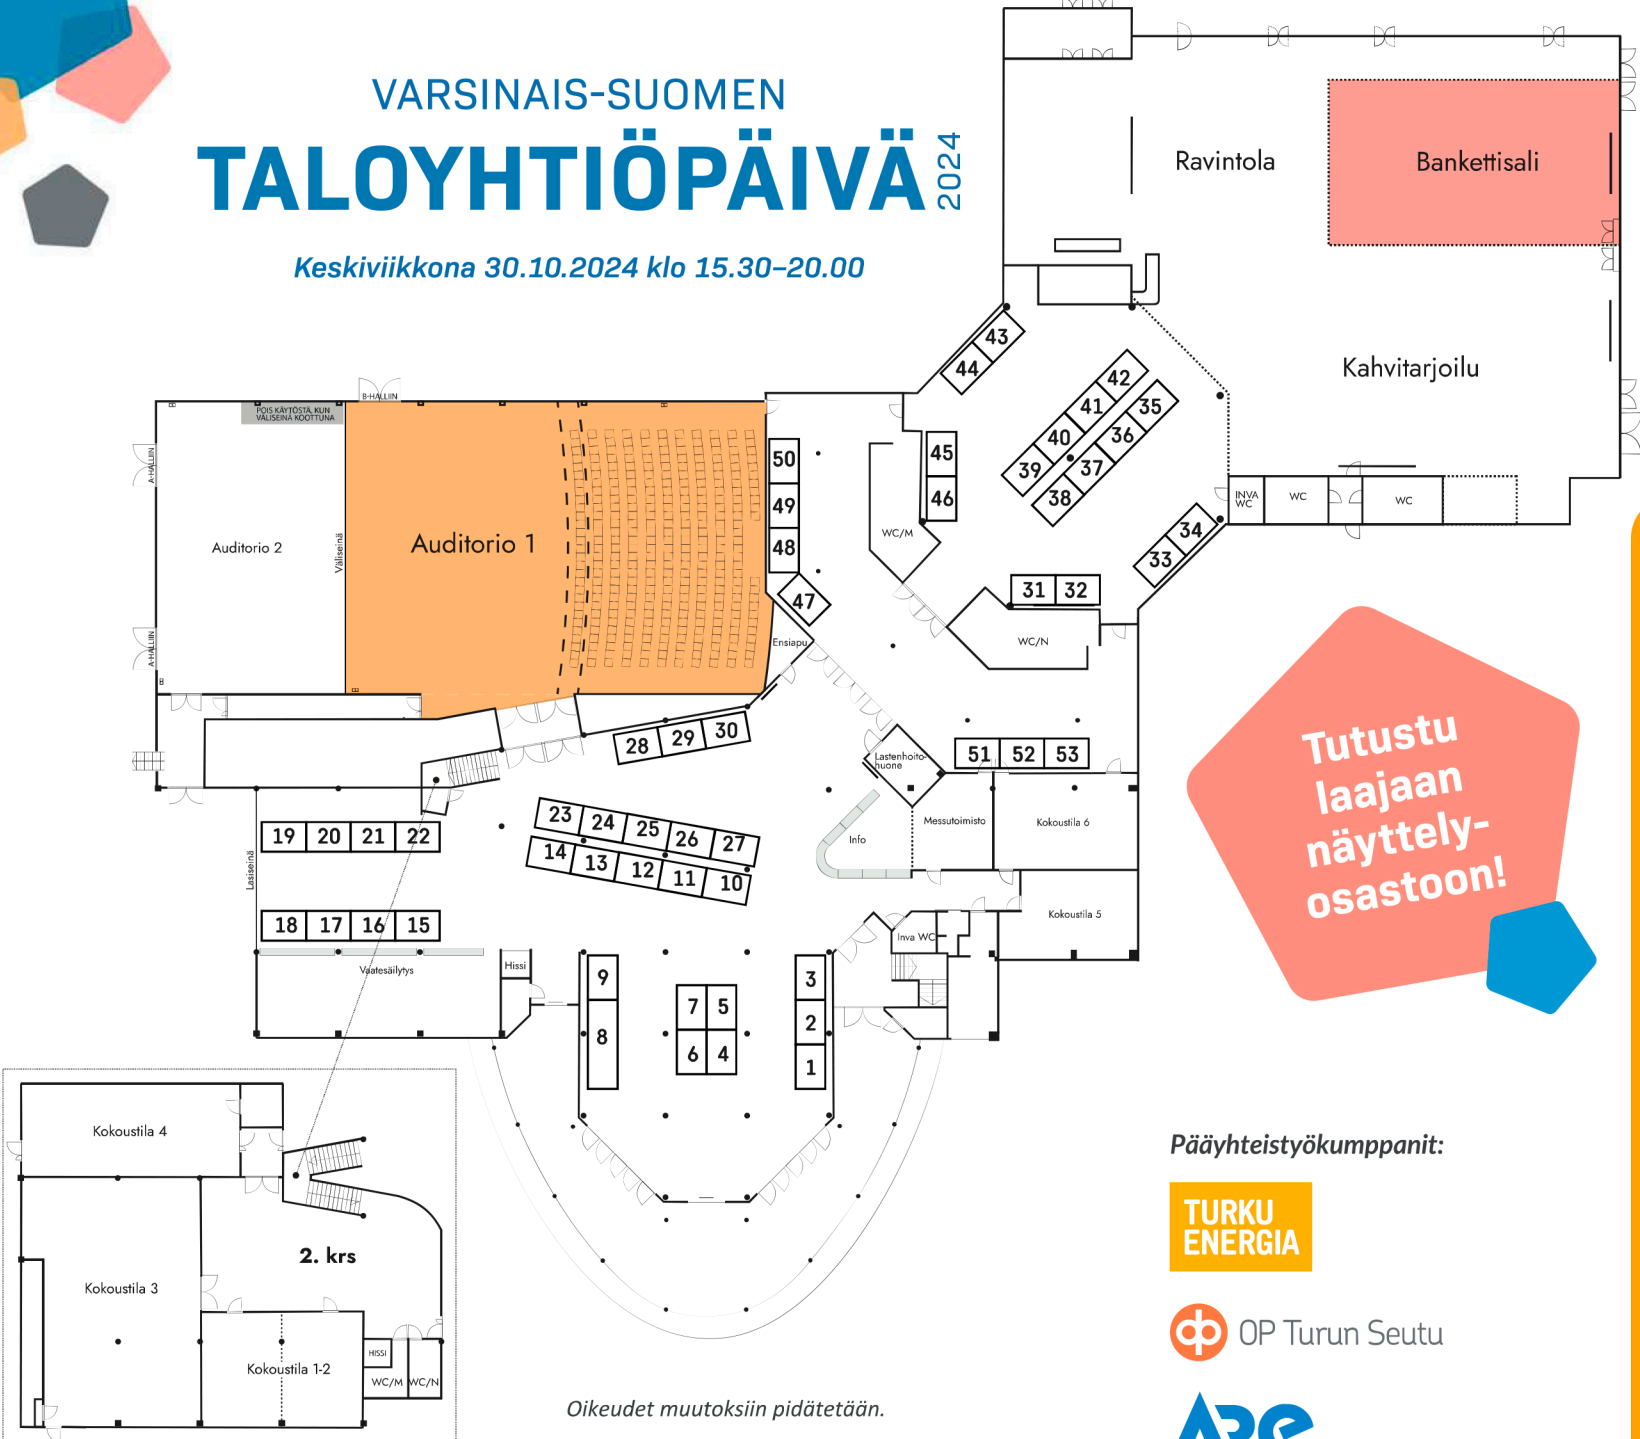 VARSINAIS-SUOMEN
TALOYHTIÖPÄIVÄ
2024
Keskiviikkona 30.10.2024 klo 15.30–20.00
Ravintola
Bankettisali
Kahvitarjoilu
INVA
WC
WC
WC
43
44
42
41
40
39
35
36
37
38
34
33
45
46
WC/M
31
32
WC/N
B-HALLIIN
POIS KÄYTÖSTÄ, KUN
VÄLISEINÄ KOOTTUNA
A-HALLIIN
A-HALLIIN
Auditorio 2
Väliseinä
Auditorio 1
50
49
48
47
Ensiapu
28
29
30
51
52
53
Lastenhoito-
huone
Messutoimisto
Kokoustila 6
Info
Kokoustila 5
Inva WC
19
20
21
22
Lasiseinä
18
17
16
15
Vaatesäilytys
Hissi
23
24
25
26
27
14
13
12
11
10
9
8
7
5
6
4
3
2
1
Tutustu
laajaan
näyttely-
osastoon!
Kokoustila 4
2. krs
Kokoustila 3
Kokoustila 1-2
HISSI
WC/M
WC/N
Oikeudet muutoksiin pidätetään.
Pääyhteistyökumppanit:
TURKU
ENERGIA
OP Turun Seutu